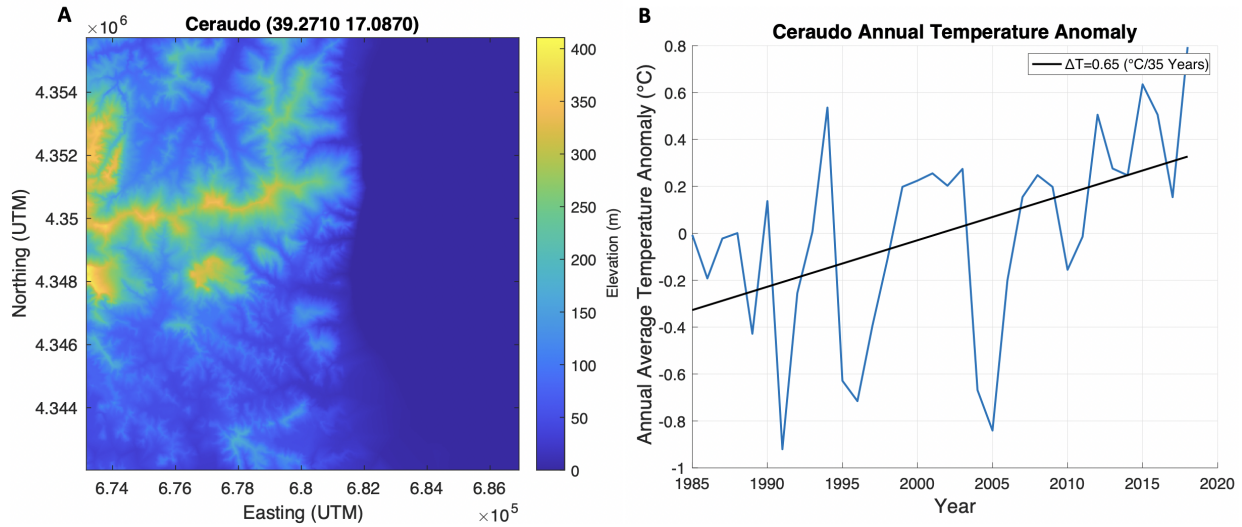 A
Ceraudo (39.2710 17.0870)
×10⁶
4.354
4.352
4.35
4.348
4.346
4.344
Northing (UTM)
6.74 6.76 6.78 6.8 6.82 6.84 6.86
Easting (UTM)
×10⁵
400
350
300
250
200
150
100
50
0
Elevation (m)
B
Ceraudo Annual Temperature Anomaly
ΔT=0.65 (°C/35 Years)
0.8
0.6
0.4
0.2
0
-0.2
-0.4
-0.6
-0.8
-1
Annual Average Temperature Anomaly (°C)
1985 1990 1995 2000 2005 2010 2015 2020
Year